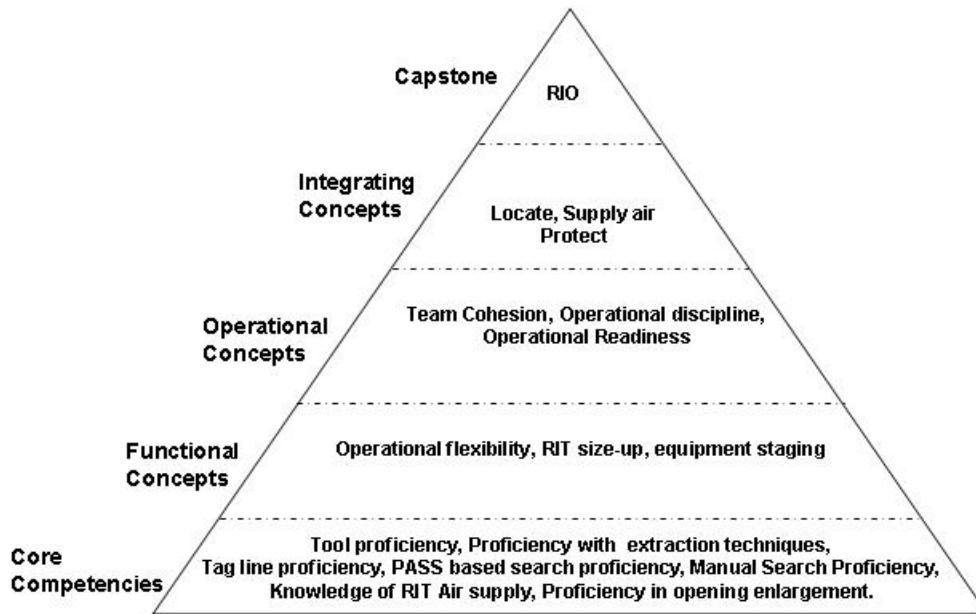 Capstone
RIO
Integrating
Concepts
Locate, Supply air
Protect
Operational
Concepts
Team Cohesion, Operational discipline,
Operational Readiness
Functional
Concepts
Operational flexibility, RIT size-up, equipment staging
Core
Competencies
Tool proficiency, Proficiency with extraction techniques,
Tag line proficiency, PASS based search proficiency, Manual Search Proficiency,
Knowledge of RIT Air supply, Proficiency in opening enlargement.